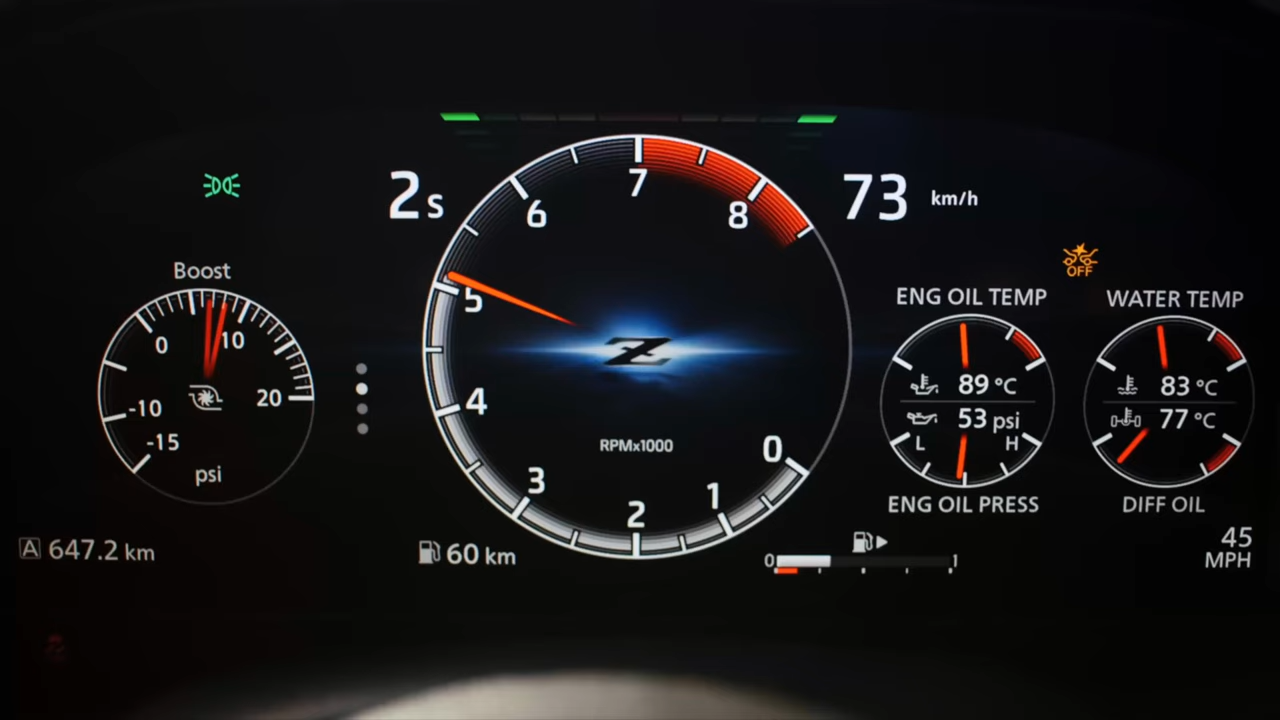 2s
73 km/h
OFF
Boost
0
10
-10
20
-15
psi
7
6
8
5
4
3
2
1
0
RPMx1000
Z
ENG OIL TEMP
89 °C
53 psi
L H
ENG OIL PRESS
WATER TEMP
83 °C
77 °C
DIFF OIL
A 647.2 km
60 km
0 1
45
MPH